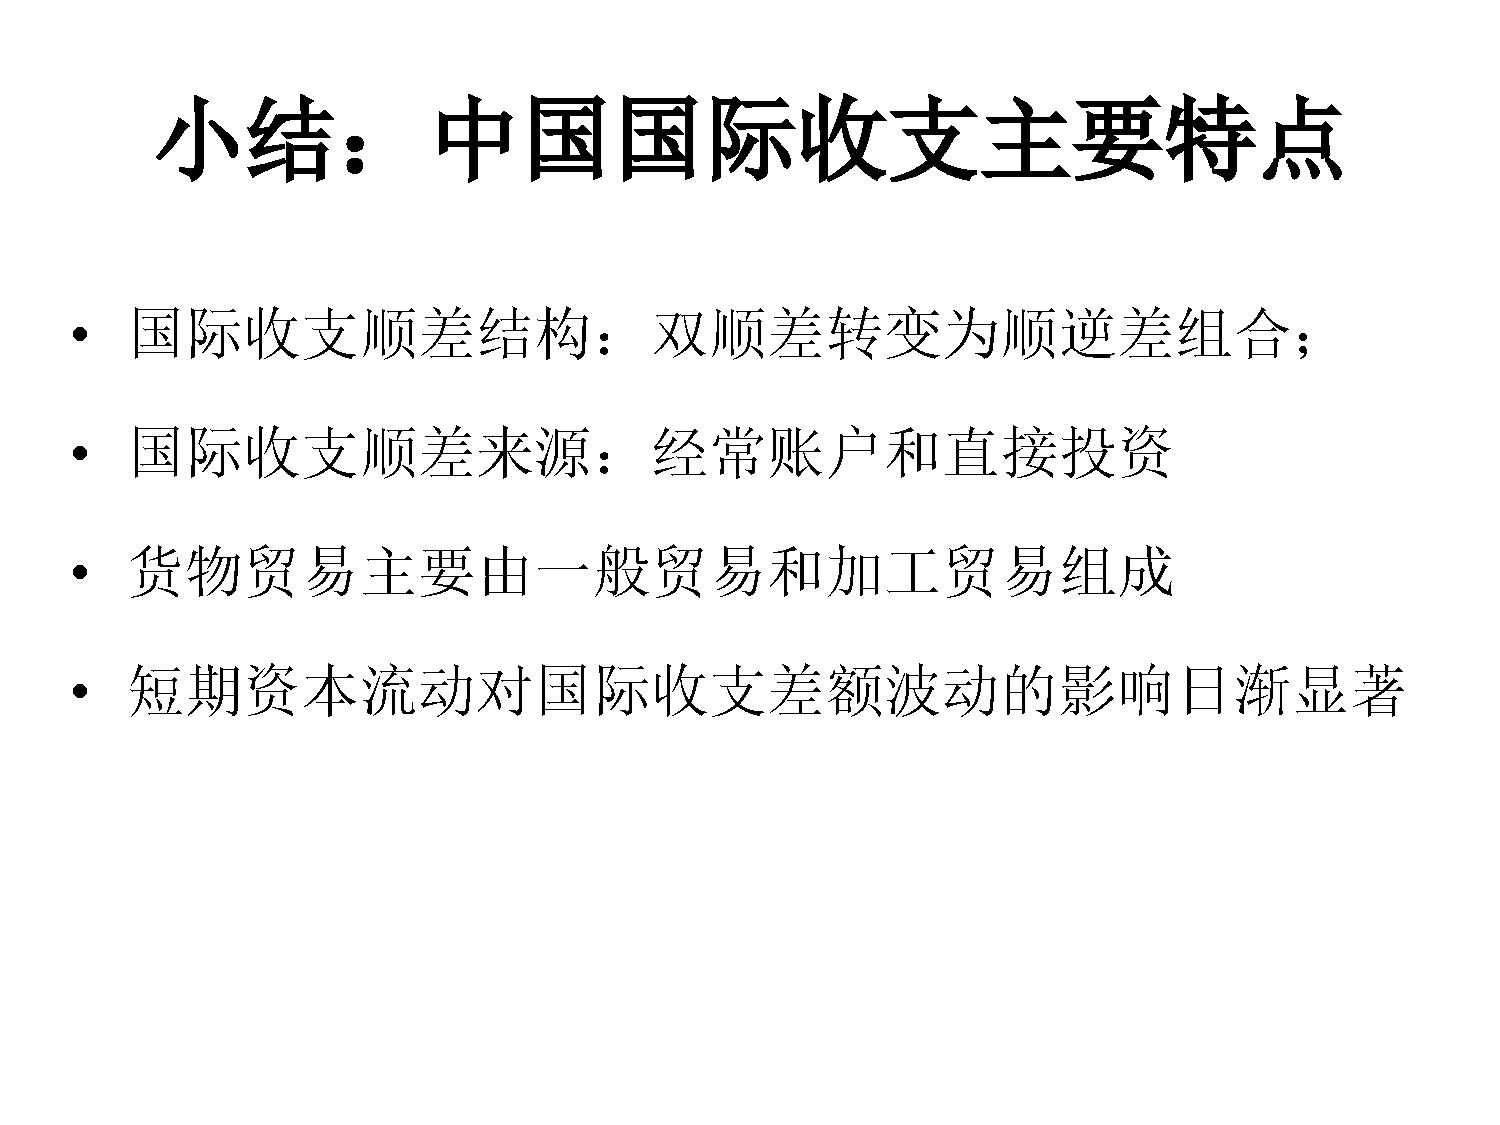 小结：中国国际收支主要特点
• 国际收支顺差结构：双顺差转变为顺逆差组合；
• 国际收支顺差来源：经常账户和直接投资
• 货物贸易主要由一般贸易和加工贸易组成
• 短期资本流动对国际收支差额波动的影响日渐显著